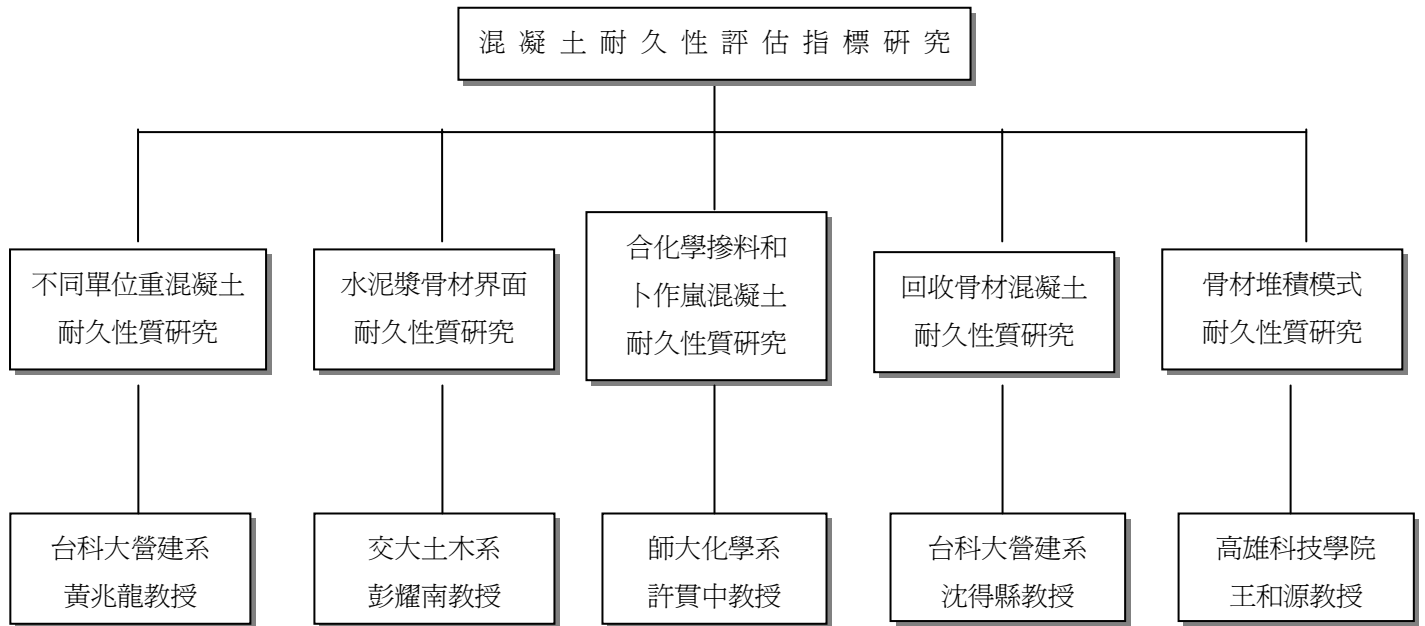 混凝土耐久性評估指標研究
不同單位重混凝土
耐久性質研究
水泥漿骨材界面
耐久性質研究
合化學摻料和
卜作嵐混凝土
耐久性質研究
回收骨材混凝土
耐久性質研究
骨材堆積模式
耐久性質研究
台科大營建系
黃兆龍教授
交大土木系
彭耀南教授
師大化學系
許貫中教授
台科大營建系
沈得縣教授
高雄科技學院
王和源教授